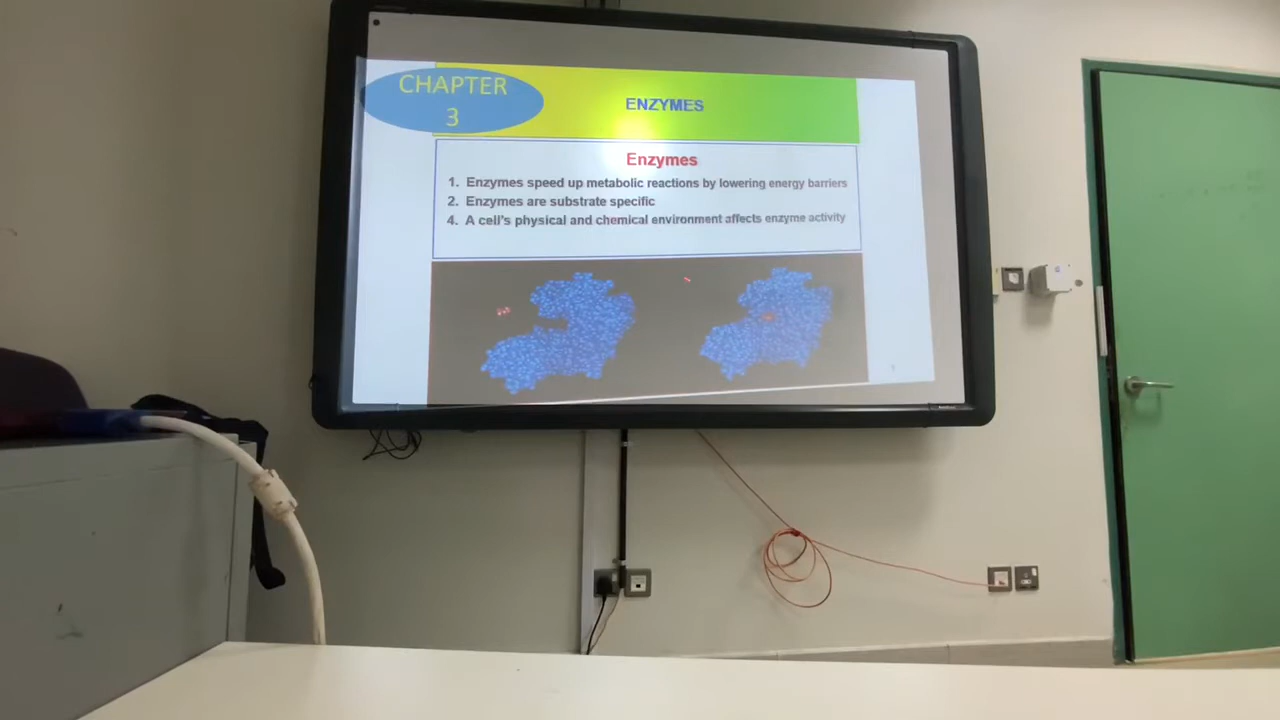 CHAPTER
3
ENZYMES
Enzymes
1. Enzymes speed up metabolic reactions by lowering energy barriers
2. Enzymes are substrate specific
4. A cell's physical and chemical environment affects enzyme activity